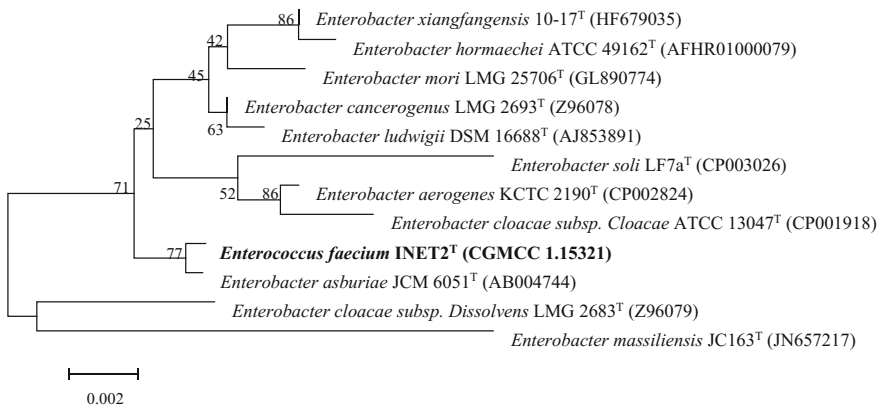 86
Enterobacter xiangfangensis 10-17ᵀ (HF679035)
42
Enterobacter hormaechei ATCC 49162ᵀ (AFHR01000079)
45
Enterobacter mori LMG 25706ᵀ (GL890774)
Enterobacter cancerogenus LMG 2693ᵀ (Z96078)
25
63
Enterobacter ludwigii DSM 16688ᵀ (AJ853891)
Enterobacter soli LF7aᵀ (CP003026)
71
52
86
Enterobacter aerogenes KCTC 2190ᵀ (CP002824)
Enterobacter cloacae subsp. Cloacae ATCC 13047ᵀ (CP001918)
77
Enterococcus faecium INET2ᵀ (CGMCC 1.15321)
Enterobacter asburiae JCM 6051ᵀ (AB004744)
Enterobacter cloacae subsp. Dissolvens LMG 2683ᵀ (Z96079)
Enterobacter massiliensis JC163ᵀ (JN657217)
0.002